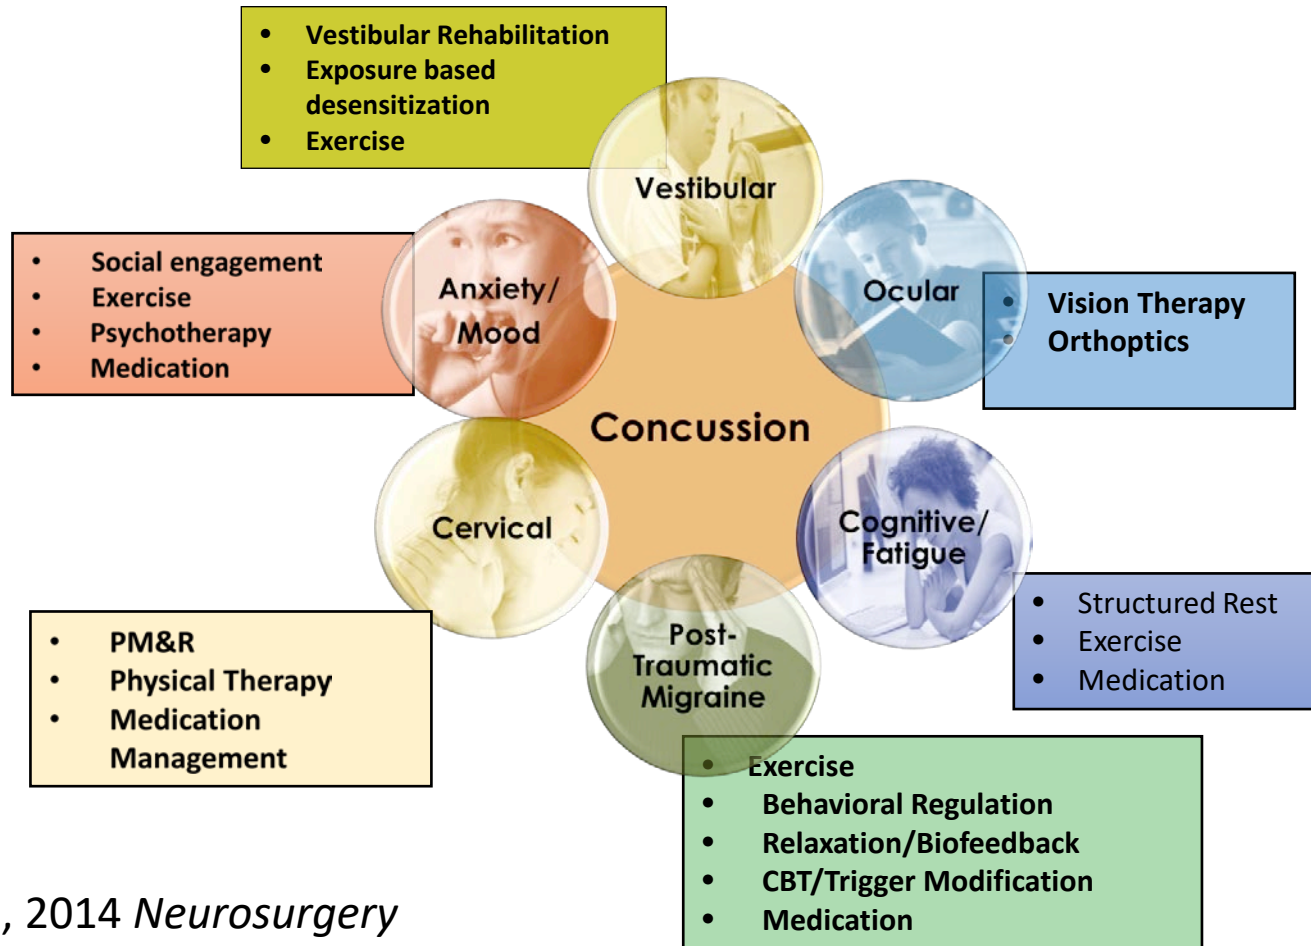 • Vestibular Rehabilitation
• Exposure based
desensitization
• Exercise
Vestibular
• Social engagement
• Exercise
• Psychotherapy
• Medication
Anxiety/
Mood
Ocular
• Vision Therapy
• Orthoptics
Concussion
Cervical
Cognitive/
Fatigue
• PM&R
• Physical Therapy
• Medication
Management
Post-
Traumatic
Migraine
• Structured Rest
• Exercise
• Medication
• Exercise
• Behavioral Regulation
• Relaxation/Biofeedback
• CBT/Trigger Modification
• Medication
, 2014 Neurosurgery